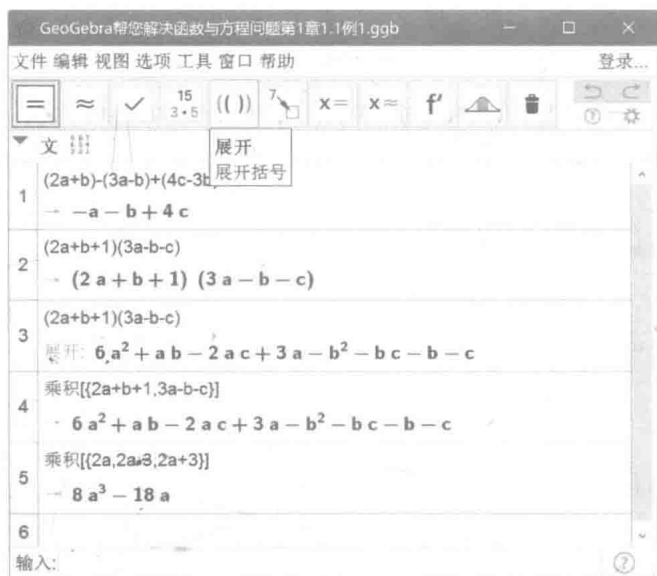 GeoGebra帮您解决函数与方程问题第1章1.1例1.ggb
文件 编辑 视图 选项 工具 窗口 帮助 登录...
= ≈ ✓ 15 3·5 (( )) 7 x= x≈ f′
文
展开
展开括号
1 (2a+b)-(3a-b)+(4c-3b
→ −a − b + 4 c
2 (2a+b+1)(3a-b-c)
→ (2 a + b + 1) (3 a − b − c)
3 (2a+b+1)(3a-b-c)
展开: 6 a² + a b − 2 a c + 3 a − b² − b c − b − c
4 乘积[{2a+b+1,3a-b-c}]
→ 6 a² + a b − 2 a c + 3 a − b² − b c − b − c
5 乘积[{2a,2a-3,2a+3}]
→ 8 a³ − 18 a
6
输入: